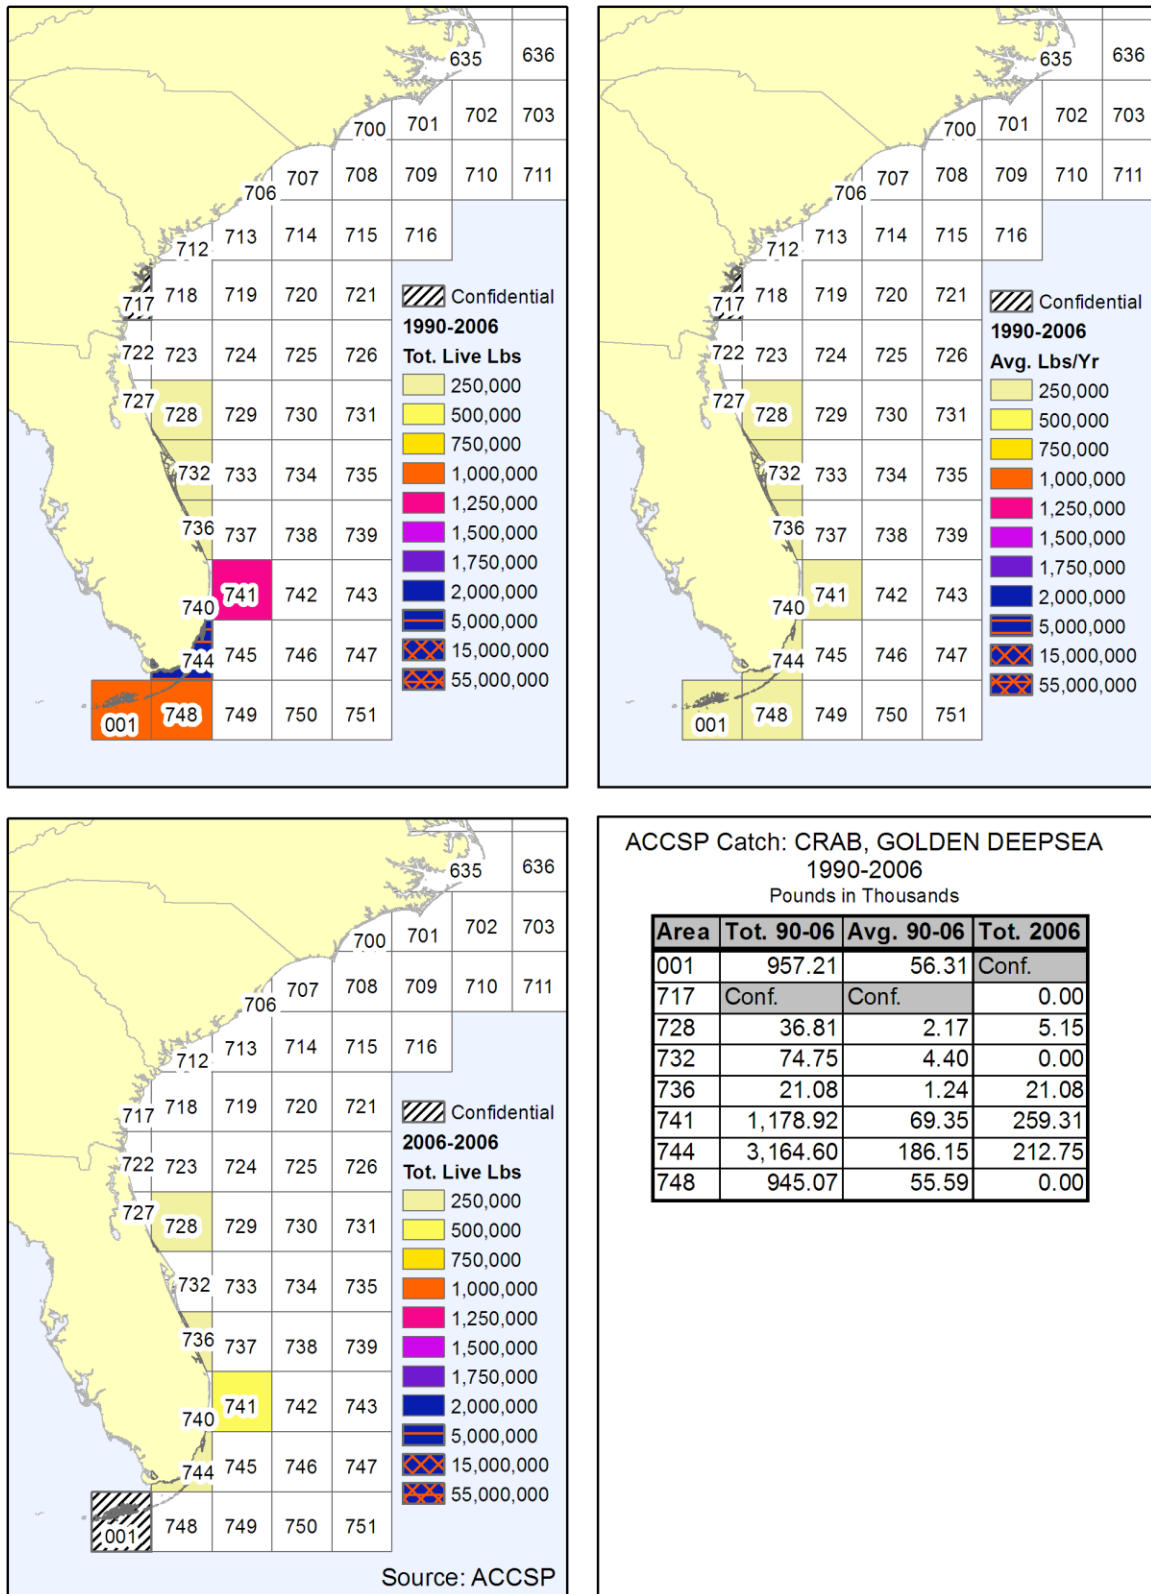 635 636
700 701 702 703
706 707 708 709 710 711
712 713 714 715 716
717 718 719 720 721
722 723 724 725 726
727 728 729 730 731
732 733 734 735
736 737 738 739
740 741 742 743
744 745 746 747
001 748 749 750 751
Confidential
1990-2006
Tot. Live Lbs
250,000
500,000
750,000
1,000,000
1,250,000
1,500,000
1,750,000
2,000,000
5,000,000
15,000,000
55,000,000
635 636
700 701 702 703
706 707 708 709 710 711
712 713 714 715 716
717 718 719 720 721
722 723 724 725 726
727 728 729 730 731
732 733 734 735
736 737 738 739
740 741 742 743
744 745 746 747
001 748 749 750 751
Confidential
1990-2006
Avg. Lbs/Yr
250,000
500,000
750,000
1,000,000
1,250,000
1,500,000
1,750,000
2,000,000
5,000,000
15,000,000
55,000,000
635 636
700 701 702 703
706 707 708 709 710 711
712 713 714 715 716
717 718 719 720 721
722 723 724 725 726
727 728 729 730 731
732 733 734 735
736 737 738 739
740 741 742 743
744 745 746 747
001 748 749 750 751
Confidential
2006-2006
Tot. Live Lbs
250,000
500,000
750,000
1,000,000
1,250,000
1,500,000
1,750,000
2,000,000
5,000,000
15,000,000
55,000,000
Source: ACCSP
ACCSP Catch: CRAB, GOLDEN DEEPSEA
1990-2006
Pounds in Thousands
Area Tot. 90-06 Avg. 90-06 Tot. 2006
001 957.21 56.31 Conf.
717 Conf. Conf. 0.00
728 36.81 2.17 5.15
732 74.75 4.40 0.00
736 21.08 1.24 21.08
741 1,178.92 69.35 259.31
744 3,164.60 186.15 212.75
748 945.07 55.59 0.00